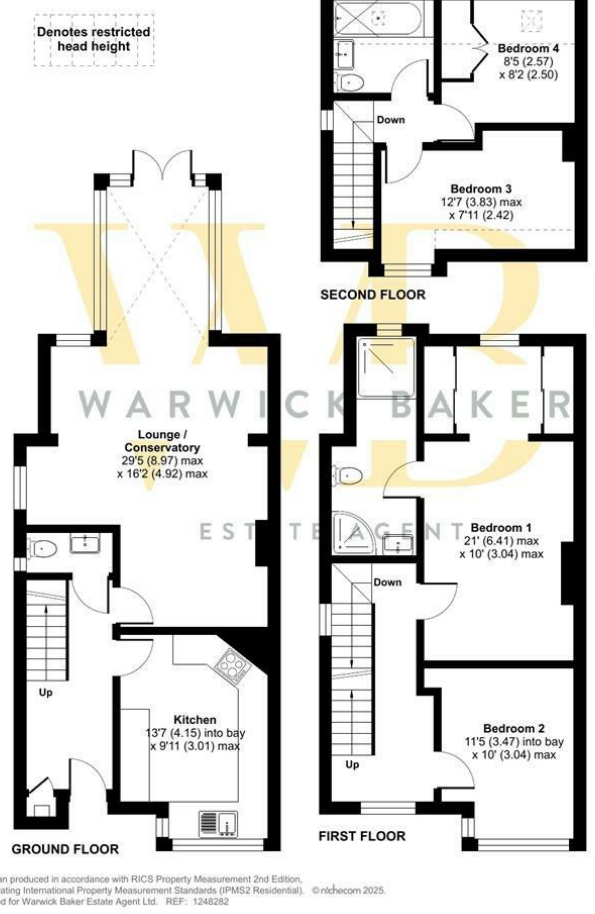 Denotes restricted
head height
Bedroom 4
8'5 (2.57)
x 8'2 (2.50)
Down
Bedroom 3
12'7 (3.83) max
x 7'11 (2.42)
SECOND FLOOR
WARWICK BAKER
ESTATE AGENT
Lounge /
Conservatory
29'5 (8.97) max
x 16'2 (4.92) max
Up
Kitchen
13'7 (4.15) into bay
x 9'11 (3.01) max
GROUND FLOOR
Bedroom 1
21' (6.41) max
x 10' (3.04) max
Down
Up
Bedroom 2
11'5 (3.47) into bay
x 10' (3.04) max
FIRST FLOOR
an produced in accordance with RICS Property Measurement 2nd Edition,
rating International Property Measurement Standards (IPMS2 Residential). © nichecom 2025.
ed for Warwick Baker Estate Agent Ltd. REF: 1248282